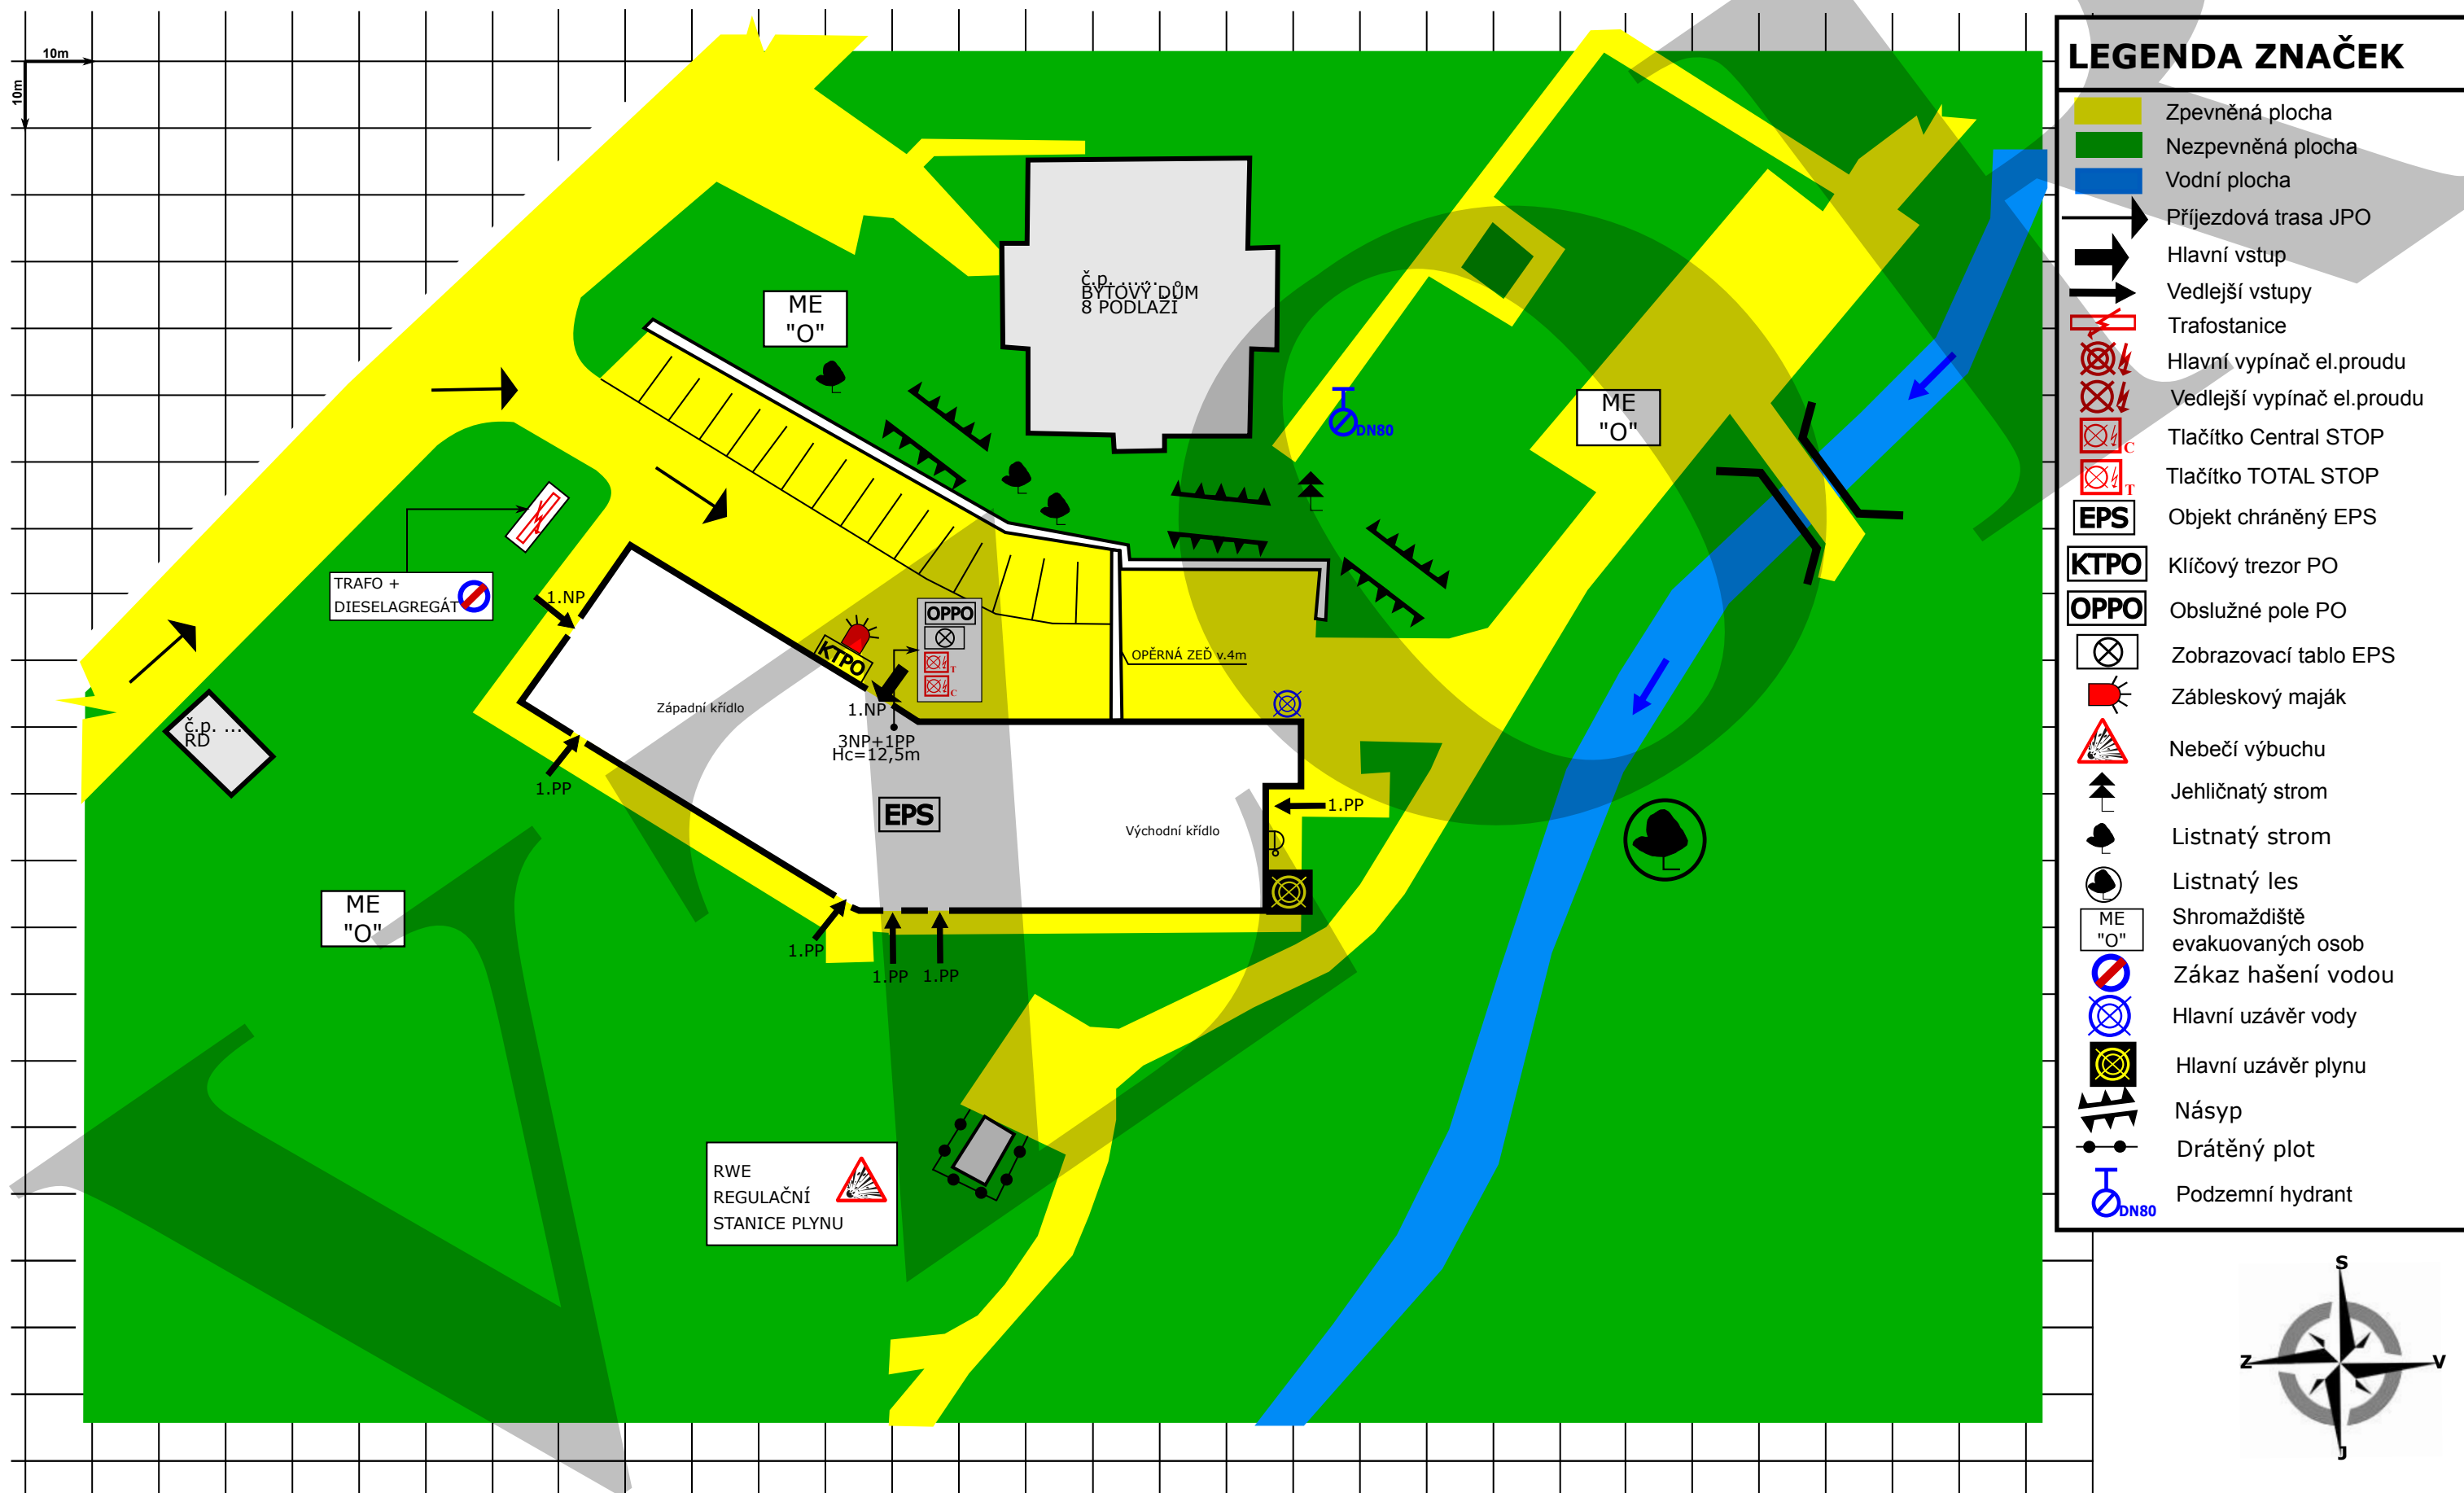 10m
10m
ME
"O"
č.p. ......
BYTOVÝ DŮM
8 PODLAŽÍ
DN80
ME
"O"
TRAFO +
DIESELAGREGÁT
1.NP
KTPO
OPPO
T
C
OPĚRNÁ ZEĎ v.4m
č.p. ...
RD
Západní křídlo
1.NP
3NP+1PP
Hc=12,5m
1.PP
EPS
Východní křídlo
1.PP
ME
"O"
1.PP
1.PP
1.PP
RWE
REGULAČNÍ
STANICE PLYNU
LEGENDA ZNAČEK
Zpevněná plocha
Nezpevněná plocha
Vodní plocha
Příjezdová trasa JPO
Hlavní vstup
Vedlejší vstupy
Trafostanice
Hlavní vypínač el.proudu
Vedlejší vypínač el.proudu
C Tlačítko Central STOP
T Tlačítko TOTAL STOP
EPS Objekt chráněný EPS
KTPO Klíčový trezor PO
OPPO Obslužné pole PO
Zobrazovací tablo EPS
Zábleskový maják
Nebečí výbuchu
Jehličnatý strom
Listnatý strom
Listnatý les
ME
"O"
Shromaždiště
evakuovaných osob
Zákaz hašení vodou
Hlavní uzávěr vody
Hlavní uzávěr plynu
Násyp
Drátěný plot
DN80 Podzemní hydrant
S
Z
V
J